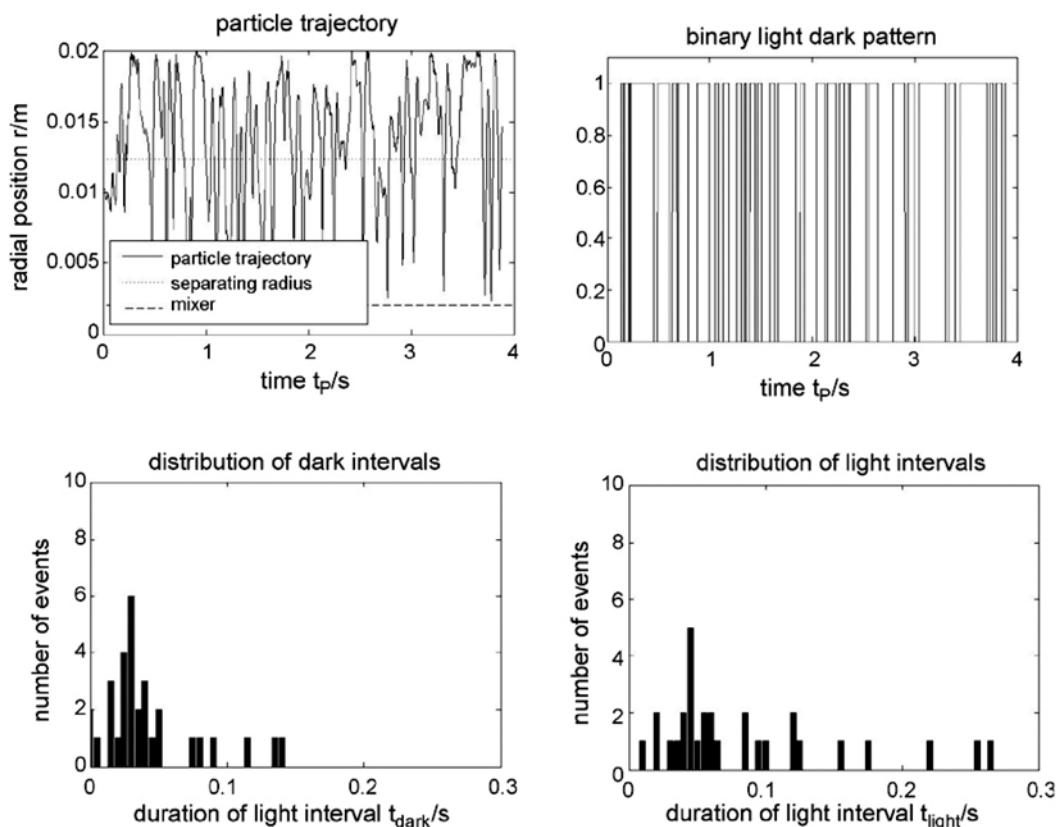 particle trajectory
0.02
0.015
0.01
0.005
0
radial position r/m
particle trajectory
separating radius
mixer
0 1 2 3 4
time tP/s
binary light dark pattern
1
0.8
0.6
0.4
0.2
0
0 1 2 3 4
time tP/s
distribution of dark intervals
10
8
6
4
2
0
number of events
0 0.1 0.2 0.3
duration of light interval tdark/s
distribution of light intervals
10
8
6
4
2
0
number of events
0 0.1 0.2 0.3
duration of light interval tlight/s